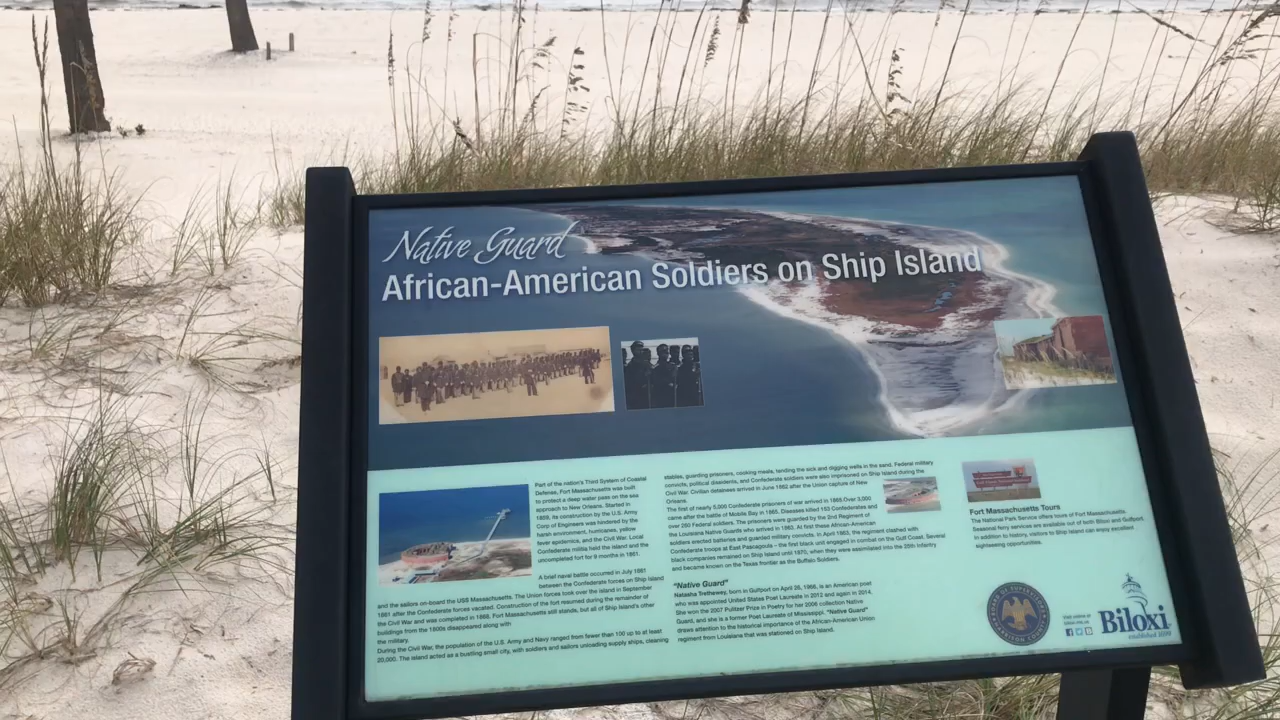 Native Guard
African-American Soldiers on Ship Island
Part of the nation's Third System of Coastal
Defense, Fort Massachusetts was built
to protect a deep water pass on the sea
approach to New Orleans. Started in
1859, its construction by the U.S. Army
Corp of Engineers was hindered by the
harsh environment, hurricanes, yellow
fever epidemics, and the Civil War. Local
Confederate militia held the island and the
uncompleted fort for 9 months in 1861.
A brief naval battle occurred in July 1861
between the Confederate forces on Ship Island
and the sailors on-board the USS Massachusetts. The Union forces took over the island in September
1861 after the Confederate forces vacated. Construction of the fort resumed during the remainder of
the Civil War and was completed in 1869. Fort Massachusetts still stands, but all of Ship Island's other
buildings from the 1800s disappeared along with
the military.
During the Civil War, the population of the U.S. Army and Navy ranged from fewer than 100 up to at least
20,000. The island acted as a bustling small city, with soldiers and sailors unloading supply ships, cleaning
stables, guarding prisoners, cooking meals, tending the sick and digging wells in the sand. Federal military
convicts, political dissidents, and Confederate soldiers were also imprisoned on Ship Island during the
Civil War. Civilian detainees arrived in June 1862 after the Union capture of New
Orleans.
The first of nearly 5,000 Confederate prisoners of war arrived in Over 3,000
came after the battle of Mobile Bay in 1865. Diseases killed 153 Confederates and
over 250 Federal soldiers. The prisoners were guarded by the 2nd Regiment of
the Louisiana Native Guards who arrived in 1863. At first these African-American
soldiers erected batteries and guarded military convicts. In April 1863, the regiment clashed with
Confederate troops at East Pascagoula – the first black unit engaged in combat on the Gulf Coast. Several
black companies remained on Ship Island until 1870, when they were assimilated into the 25th Infantry
and became known on the Texas frontier as the Buffalo Soldiers.
"Native Guard"
Natasha Trethewey, born in Gulfport on April 26, 1966, is an American poet
who was appointed United States Poet Laureate in 2012 and again in 2014.
She won the 2007 Pulitzer Prize in Poetry for her 2006 collection Native
Guard, and she is a former Poet Laureate of Mississippi. "Native Guard"
draws attention to the historical importance of the African-American Union
regiment from Louisiana that was stationed on Ship Island.
Fort Massachusetts Tours
The National Park Service offers tours of Fort Massachusetts.
Seasonal ferry services are available out of both Biloxi and Gulfport.
In addition to history, visitors to Ship Island can enjoy excellent
sightseeing opportunities.
Biloxi
established 1699